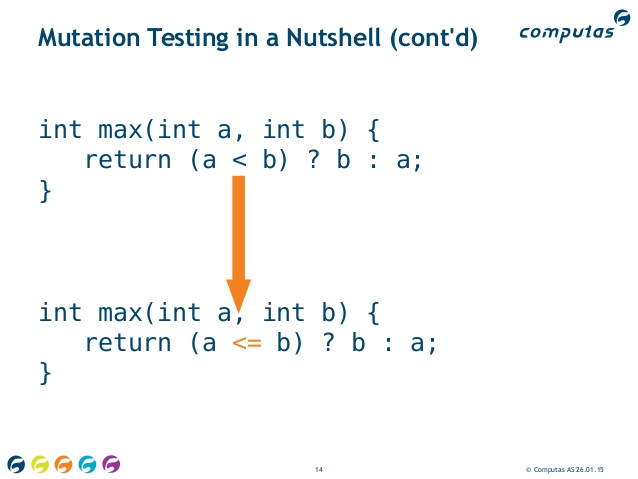 Mutation Testing in a Nutshell (cont'd)
computas
int max(int a, int b) {
   return (a < b) ? b : a;
}
int max(int a, int b) {
   return (a <= b) ? b : a;
}
14
© Computas AS 26.01.15